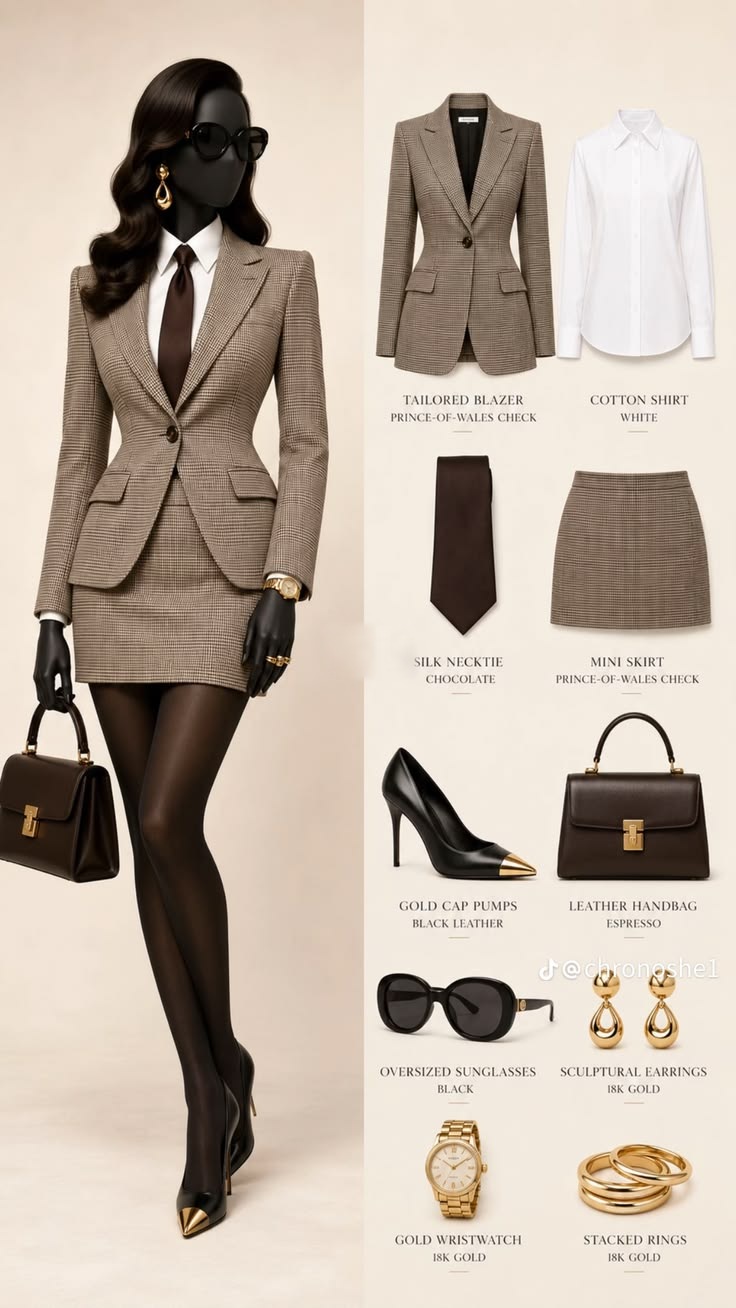 TAILORED BLAZER
PRINCE-OF-WALES CHECK
COTTON SHIRT
WHITE
SILK NECKTIE
CHOCOLATE
MINI SKIRT
PRINCE-OF-WALES CHECK
GOLD CAP PUMPS
BLACK LEATHER
LEATHER HANDBAG
ESPRESSO
@chronoshe1
OVERSIZED SUNGLASSES
BLACK
SCULPTURAL EARRINGS
18K GOLD
GOLD WRISTWATCH
18K GOLD
STACKED RINGS
18K GOLD